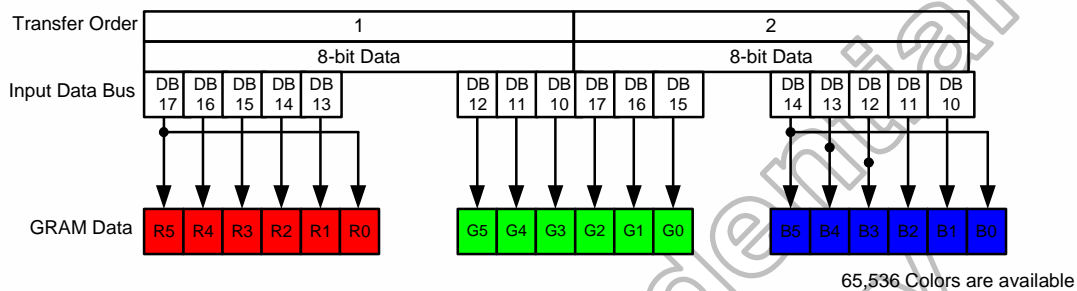 Transfer Order 1 2
8-bit Data 8-bit Data
Input Data Bus DB 17 DB 16 DB 15 DB 14 DB 13 DB 12 DB 11 DB 10 DB 17 DB 16 DB 15 DB 14 DB 13 DB 12 DB 11 DB 10
GRAM Data R5 R4 R3 R2 R1 R0 G5 G4 G3 G2 G1 G0 B5 B4 B3 B2 B1 B0
65,536 Colors are available